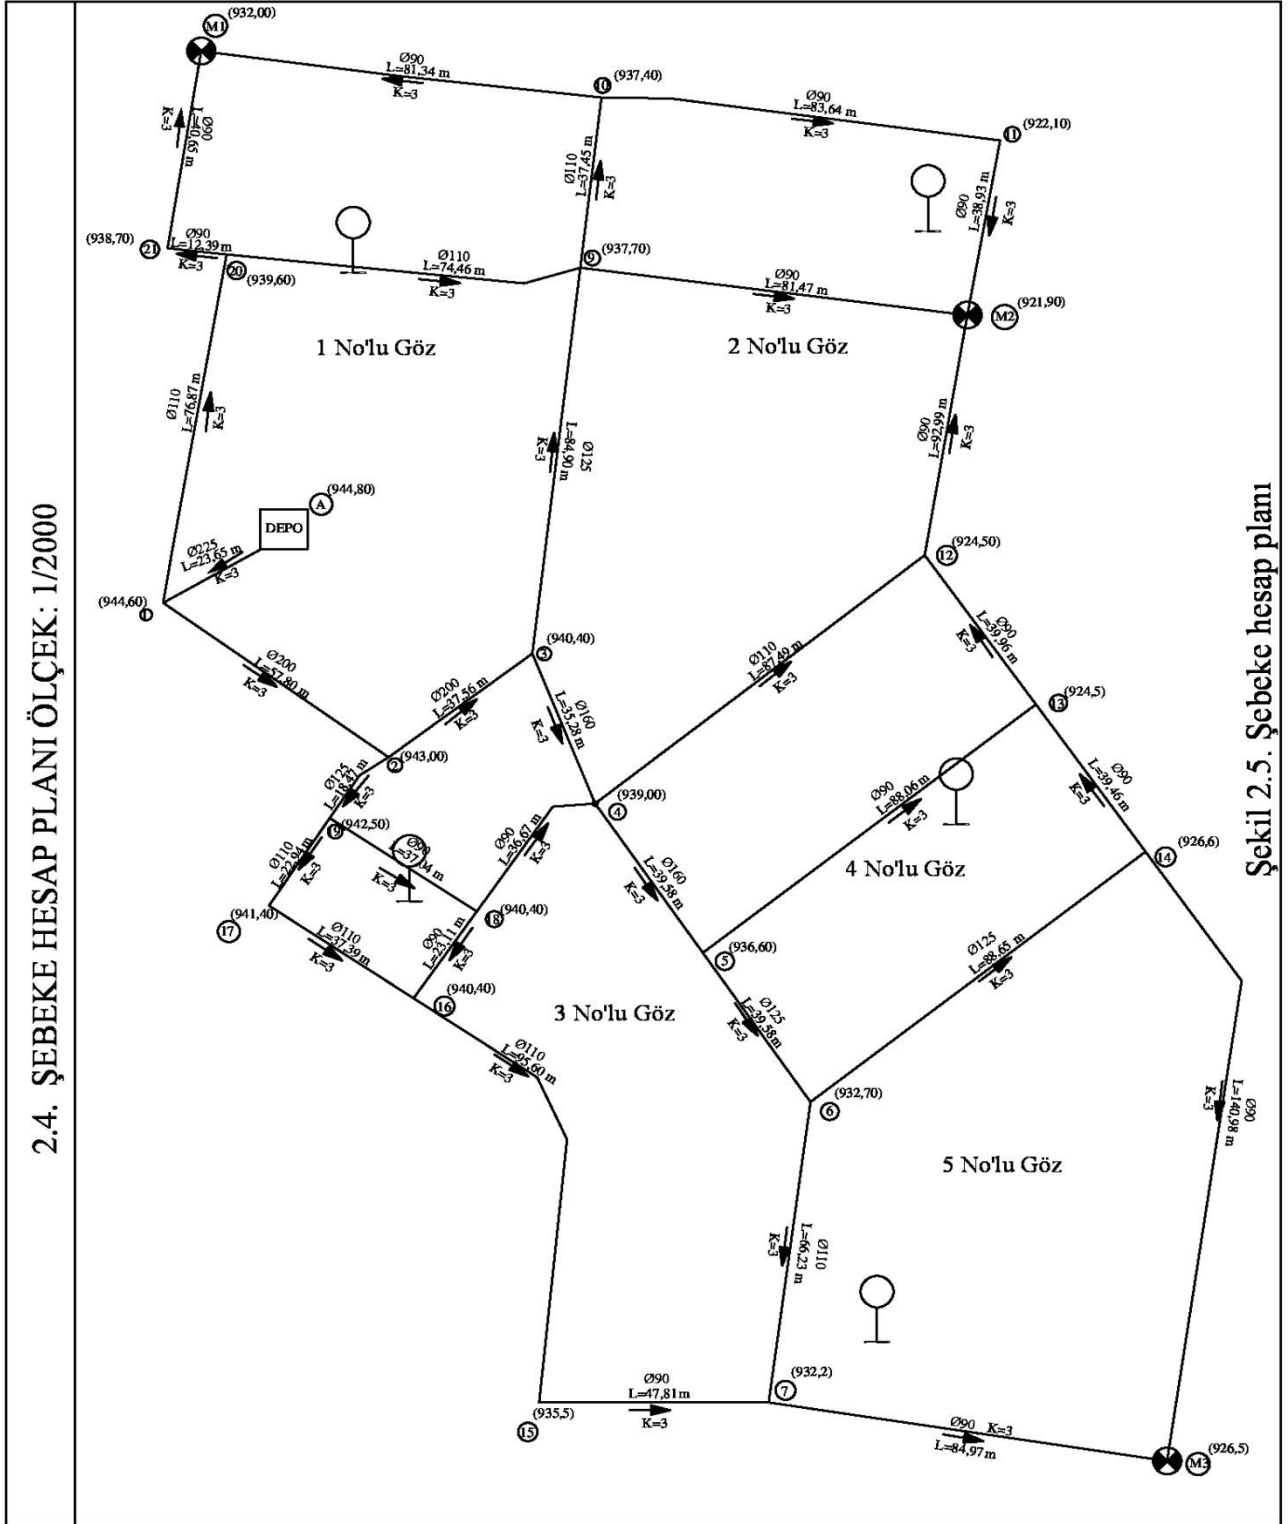 2.4. ŞEBEKE HESAP PLANI ÖLÇEK: 1/2000
M1
(932,00)
Ø90
L=81,34 m
K=3
10
(937,40)
Ø90
L=83,64 m
K=3
11
(922,10)
Ø90
L=40,65 m
K=3
Ø110
L=37,45 m
K=3
Ø90
L=38,93 m
K=3
(938,70)
21
Ø90
L=12,39 m
K=3
20
(939,60)
Ø110
L=74,46 m
K=3
9
(937,70)
Ø90
L=81,47 m
K=3
M2
(921,90)
1 No'lu Göz
2 No'lu Göz
Ø110
L=76,87 m
K=3
Ø125
L=84,90 m
K=3
Ø90
L=92,99 m
K=3
A
(944,80)
DEPO
Ø225
L=23,65 m
K=3
(944,60)
1
12
(924,50)
Ø200
L=57,80 m
K=3
3
(940,40)
Ø200
L=37,56 m
K=3
Ø160
L=35,28 m
K=3
Ø110
L=87,49 m
K=3
Ø90
L=39,96 m
K=3
13
(924,5)
2
(943,00)
Ø125
L=18,47 m
K=3
19
(942,50)
4
(939,00)
Ø90
L=36,67 m
K=3
Ø90
L=37,04 m
K=3
Ø90
L=88,06 m
K=3
Ø90
L=39,46 m
K=3
14
(926,6)
Ø110
L=22,94 m
K=3
17
(941,40)
18
(940,40)
Ø160
L=39,58 m
K=3
4 No'lu Göz
Ø110
L=37,39 m
K=3
Ø90
L=23,11 m
K=3
5
(936,60)
Ø125
L=88,65 m
K=3
16
(940,40)
3 No'lu Göz
Ø125
L=39,58 m
K=3
Ø110
L=95,60 m
K=3
6
(932,70)
Ø90
L=140,98 m
K=3
5 No'lu Göz
Ø110
L=66,23 m
K=3
15
(935,5)
Ø90
L=47,81 m
K=3
7
(932,2)
Ø90 K=3
L=84,97 m
M3
(926,5)
Şekil 2.5. Şebeke hesap planı